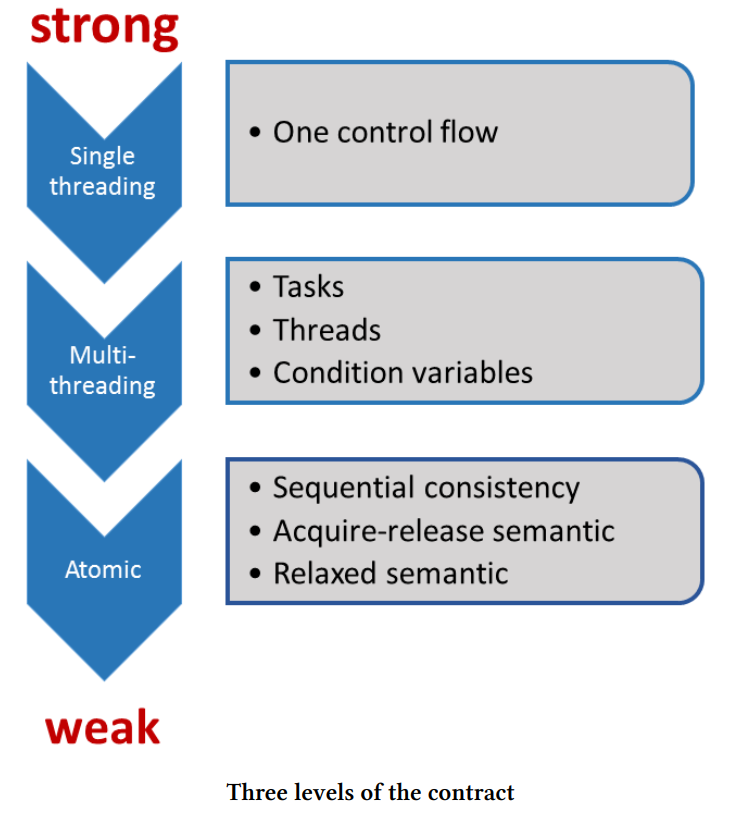 strong
Single
threading
• One control flow
Multi-
threading
• Tasks
• Threads
• Condition variables
Atomic
• Sequential consistency
• Acquire-release semantic
• Relaxed semantic
weak
Three levels of the contract